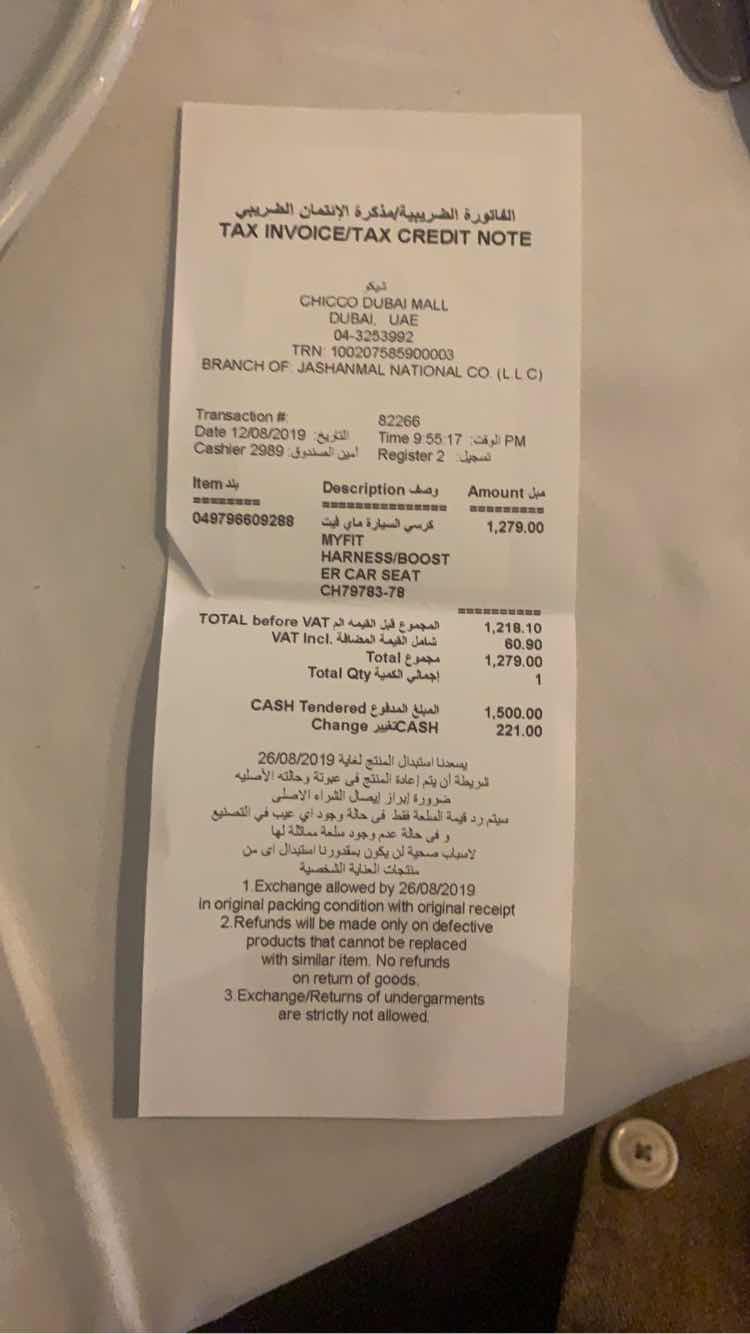 الفاتورة الضريبية/مذكرة الإئتمان الضريبي
TAX INVOICE/TAX CREDIT NOTE
شيكو
CHICCO DUBAI MALL
DUBAI, UAE
04-3253992
TRN: 100207585900003
BRANCH OF: JASHANMAL NATIONAL CO. (L.L.C)
Transaction #: 82266
Date 12/08/2019 التاريخ: Time 9:55:17 الوقت: PM
Cashier 2989 أمين الصندوق: Register 2 تسجيل:
Item بند Description وصف Amount
======== =============== =========
049796609288 كرسي السيارة ماي فيت 1,279.00
MYFIT
HARNESS/BOOST
ER CAR SEAT
CH79783-78
==========
TOTAL before VAT المجموع قبل القيمه الم 1,218.10
VAT Incl. شامل القيمة المضافة 60.90
Total مجموع 1,279.00
Total Qty إجمالي الكمية 1
CASH Tendered المبلغ المدفوع 1,500.00
Change تغيير CASH 221.00
يسعدنا استبدال المنتج لغاية 26/08/2019
شريطة أن يتم إعادة المنتج في عبوتة وحالته الأصليه
ضرورة إبراز إيصال الشراء الاصلى
سيتم رد قيمة السلعة فقط فى حالة وجود أي عيب في التصنيع
و فى حالة عدم وجود سلعة مماثلة لها
لاسباب صحية لن يكون بمقدورنا استبدال اى من
منتجات العناية الشخصية
1.Exchange allowed by 26/08/2019
in original packing condition with original receipt
2.Refunds will be made only on defective
products that cannot be replaced
with similar item. No refunds
on return of goods.
3.Exchange/Returns of undergarments
are strictly not allowed.